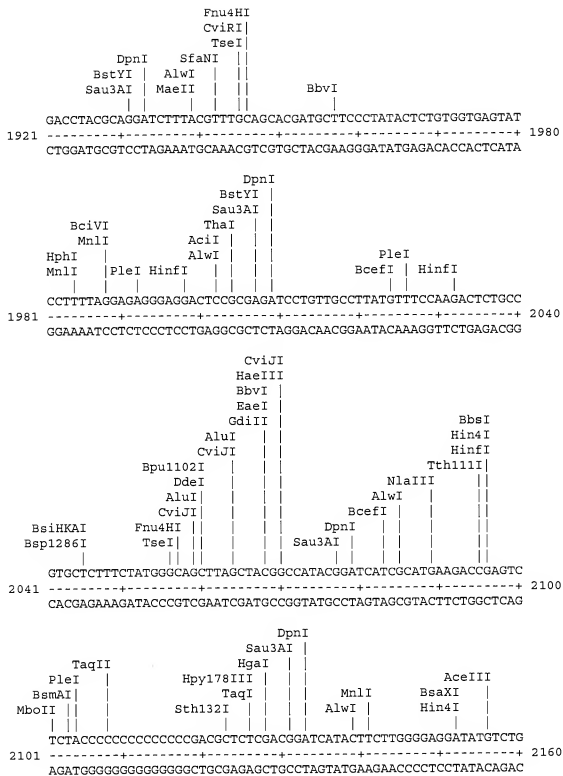 Fnu4HI
CviRI
TseI
DpnI SfaNI
BstYI AlwI
Sau3AI MaeII BbvI
GACCTACGCAGGATCTTTACGTTTGCAGCACGATGCTTCCCTATACTCTGTGGTGAGTAT
1921 ---------+---------+---------+---------+---------+---------+ 1980
CTGGATGCGTCCTAGAAATGCAAACGTCGTGCTACGAAGGGATATGAGACACCACTCATA
DpnI
BstYI
Sau3AI
BciVI ThaI
MnlI AciI
HphI AlwI PleI
MnlI PleI HinfI BcefI HinfI
CCTTTTAGGAGAGGGAGGACTCCGCGAGATCCTGTTGCCTTATGTTTCCAAGACTCTGCC
1981 ---------+---------+---------+---------+---------+---------+ 2040
GGAAAATCCTCTCCCTCCTGAGGCGCTCTAGGACAACGGAATACAAAGGTTCTGAGACGG
CviJI
HaeIII
BbvI
EaeI BbsI
GdiII Hin4I
AluI HinfI
CviJI Tth111I
Bpu1102I
DdeI NlaIII
AluI AlwI
CviJI BcefI
BsiHKAI Fnu4HI DpnI
Bsp1286I TseI Sau3AI
GTGCTCTTTCTATGGGCAGCTTAGCTACGGCCATACGGATCATCGCATGAAGACCGAGTC
2041 ---------+---------+---------+---------+---------+---------+ 2100
CACGAGAAAGATACCCGTCGAATCGATGCCGGTATGCCTAGTAGCGTACTTCTGGCTCAG
DpnI
Sau3AI
TaqII HgaI
PleI Hpy178III AceIII
BsmAI TaqI MnlI BsaXI
MboII Sth132I AlwI Hin4I
TCTACCCCCCCCCCCCCCGACGCTCTCGACGGATCATACTTCTTGGGGAGGATATGTCTG
2101 ---------+---------+---------+---------+---------+---------+ 2160
AGATGGGGGGGGGGGGGGCTGCGAGAGCTGCCTAGTATGAAGAACCCCTCCTATACAGAC